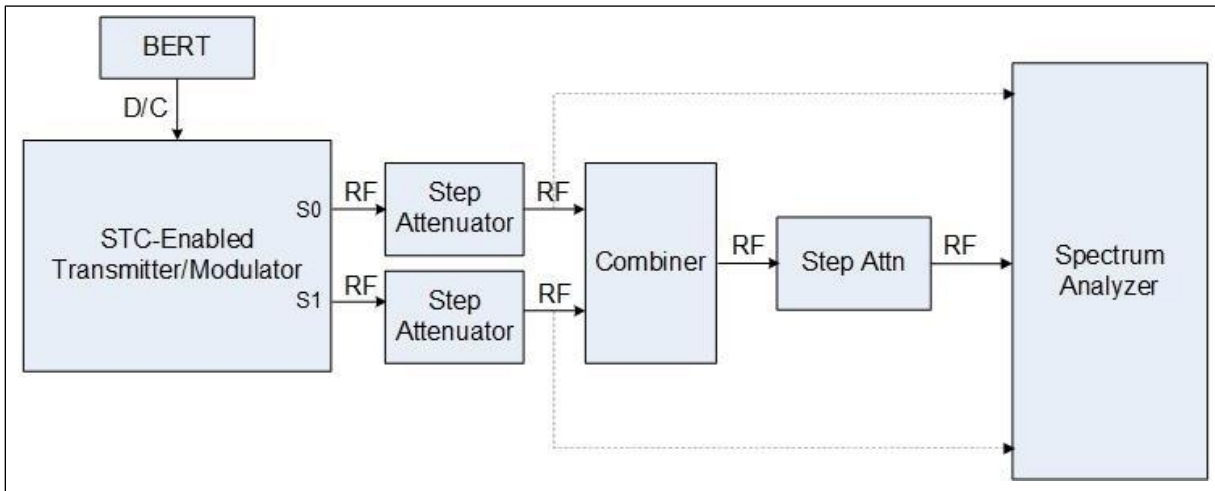 BERT
D/C
STC-Enabled
Transmitter/Modulator
S0
S1
RF
Step
Attenuator
RF
RF
Step
Attenuator
RF
Combiner
RF
Step Attn
RF
Spectrum
Analyzer